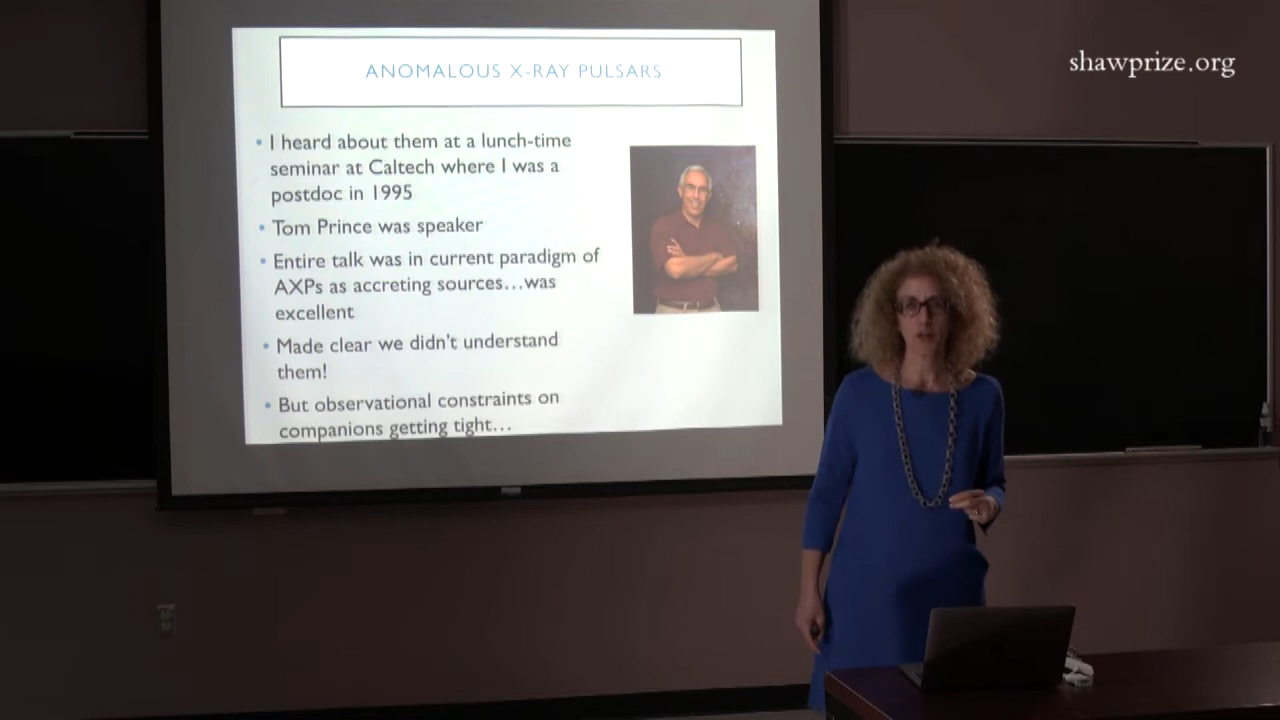 shawprize.org
ANOMALOUS X-RAY PULSARS
• I heard about them at a lunch-time
seminar at Caltech where I was a
postdoc in 1995
• Tom Prince was speaker
• Entire talk was in current paradigm of
AXPs as accreting sources...was
excellent
• Made clear we didn't understand
them!
• But observational constraints on
companions getting tight...